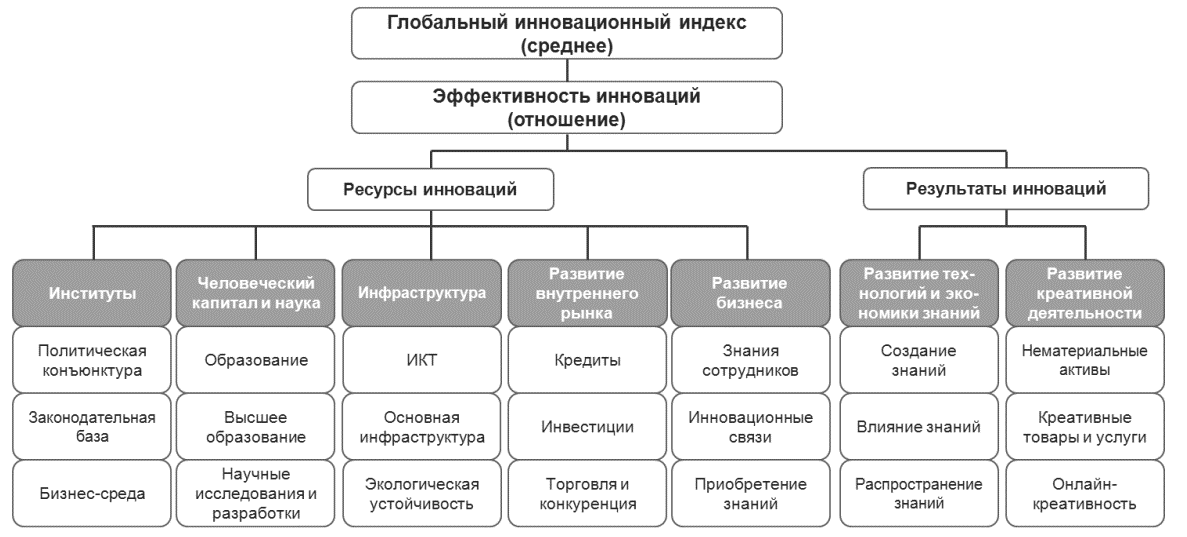 Глобальный инновационный индекс
(среднее)
Эффективность инноваций
(отношение)
Ресурсы инноваций
Результаты инноваций
Институты
Человеческий
капитал и наука
Инфраструктура
Развитие
внутреннего
рынка
Развитие
бизнеса
Развитие тех-
нологий и эко-
номики знаний
Развитие
креативной
деятельности
Политическая
конъюнктура
Образование
ИКТ
Кредиты
Знания
сотрудников
Создание
знаний
Нематериальные
активы
Законодательная
база
Высшее
образование
Основная
инфраструктура
Инвестиции
Инновационные
связи
Влияние знаний
Креативные
товары и услуги
Бизнес-среда
Научные
исследования и
разработки
Экологическая
устойчивость
Торговля и
конкуренция
Приобретение
знаний
Распространение
знаний
Онлайн-
креативность